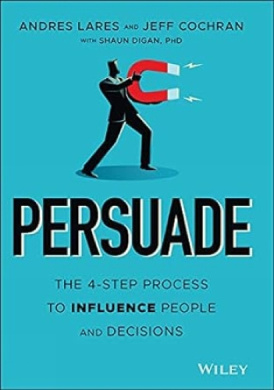 ANDRES LARES AND JEFF COCHRAN
WITH SHAUN DIGAN, PHD
PERSUADE
THE 4-STEP PROCESS
TO INFLUENCE PEOPLE
AND DECISIONS
WILEY